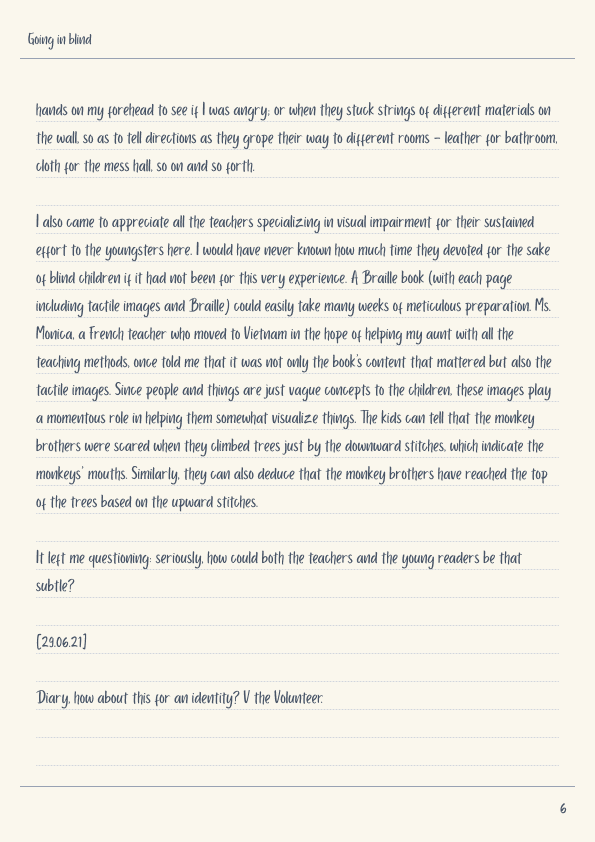 Going in blind
hands on my forehead to see if I was angry; or when they stuck strings of different materials on
the wall, so as to tell directions as they grope their way to different rooms – leather for bathroom,
cloth for the mess hall, so on and so forth.
I also came to appreciate all the teachers specializing in visual impairment for their sustained
effort to the youngsters here. I would have never known how much time they devoted for the sake
of blind children if it had not been for this very experience. A Braille book (with each page
including tactile images and Braille) could easily take many weeks of meticulous preparation. Ms.
Monica, a French teacher who moved to Vietnam in the hope of helping my aunt with all the
teaching methods, once told me that it was not only the book's content that mattered but also the
tactile images. Since people and things are just vague concepts to the children, these images play
a momentous role in helping them somewhat visualize things. The kids can tell that the monkey
brothers were scared when they climbed trees just by the downward stitches, which indicate the
monkeys' mouths. Similarly, they can also deduce that the monkey brothers have reached the top
of the trees based on the upward stitches.
It left me questioning: seriously, how could both the teachers and the young readers be that
subtle?
[29.06.21]
Diary, how about this for an identity? V the Volunteer.
6